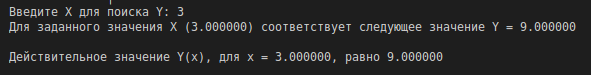 Введите X для поиска Y: 3
Для заданного значения X (3.000000) соответствует следующее значение Y = 9.000000
Действительное значение Y(x), для x = 3.000000, равно 9.000000